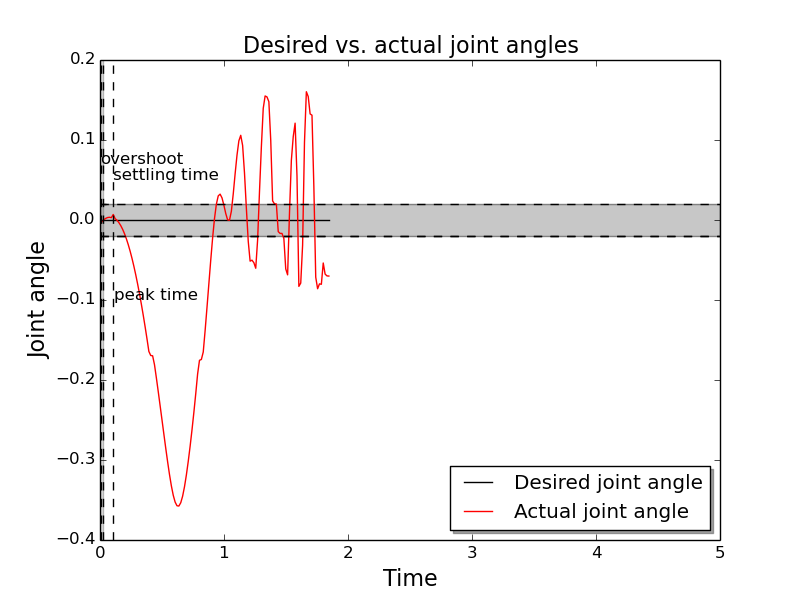 Desired vs. actual joint angles
0.2
0.1
0.0
−0.1
−0.2
−0.3
−0.4
Joint angle
overshoot
settling time
peak time
Desired joint angle
Actual joint angle
0 1 2 3 4 5
Time